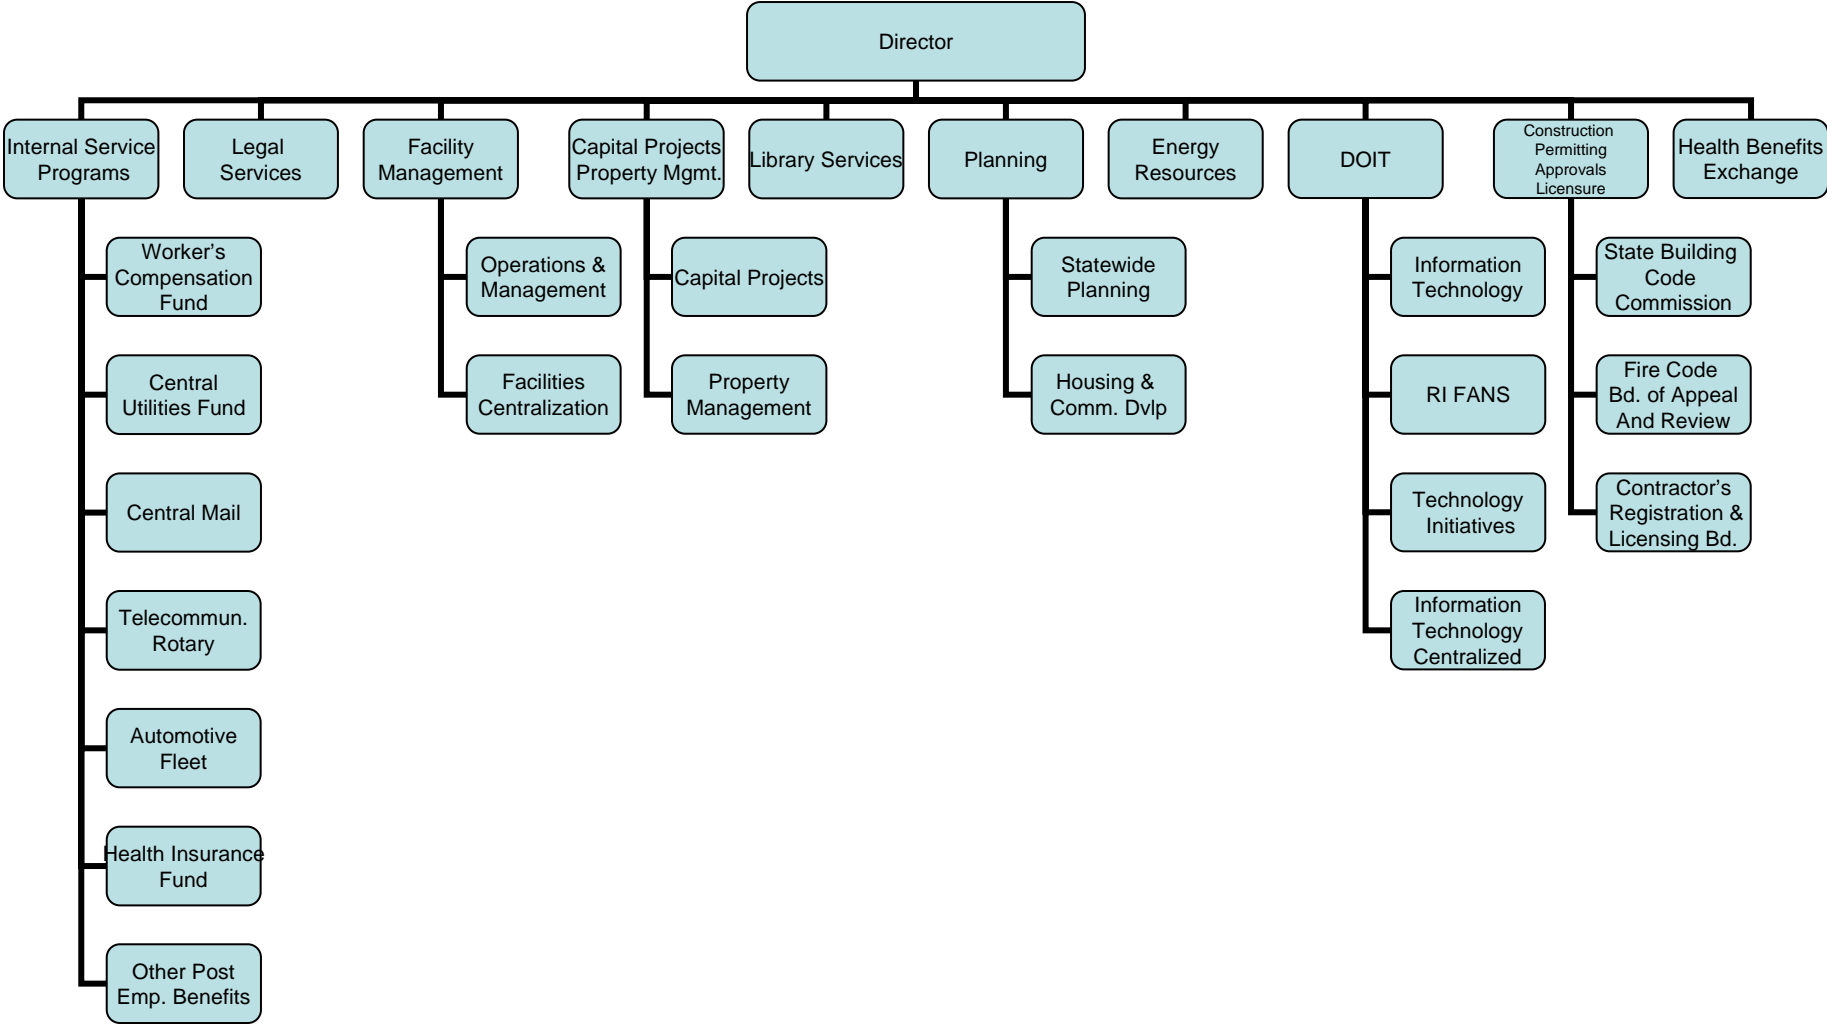 Director
Internal Service
Programs
Legal
Services
Facility
Management
Capital Projects
Property Mgmt.
Library Services
Planning
Energy
Resources
DOIT
Construction
Permitting
Approvals
Licensure
Health Benefits
Exchange
Worker’s
Compensation
Fund
Operations &
Management
Capital Projects
Statewide
Planning
Information
Technology
State Building
Code
Commission
Central
Utilities Fund
Facilities
Centralization
Property
Management
Housing &
Comm. Dvlp
RI FANS
Fire Code
Bd. of Appeal
And Review
Central Mail
Technology
Initiatives
Contractor’s
Registration &
Licensing Bd.
Telecommun.
Rotary
Information
Technology
Centralized
Automotive
Fleet
Health Insurance
Fund
Other Post
Emp. Benefits